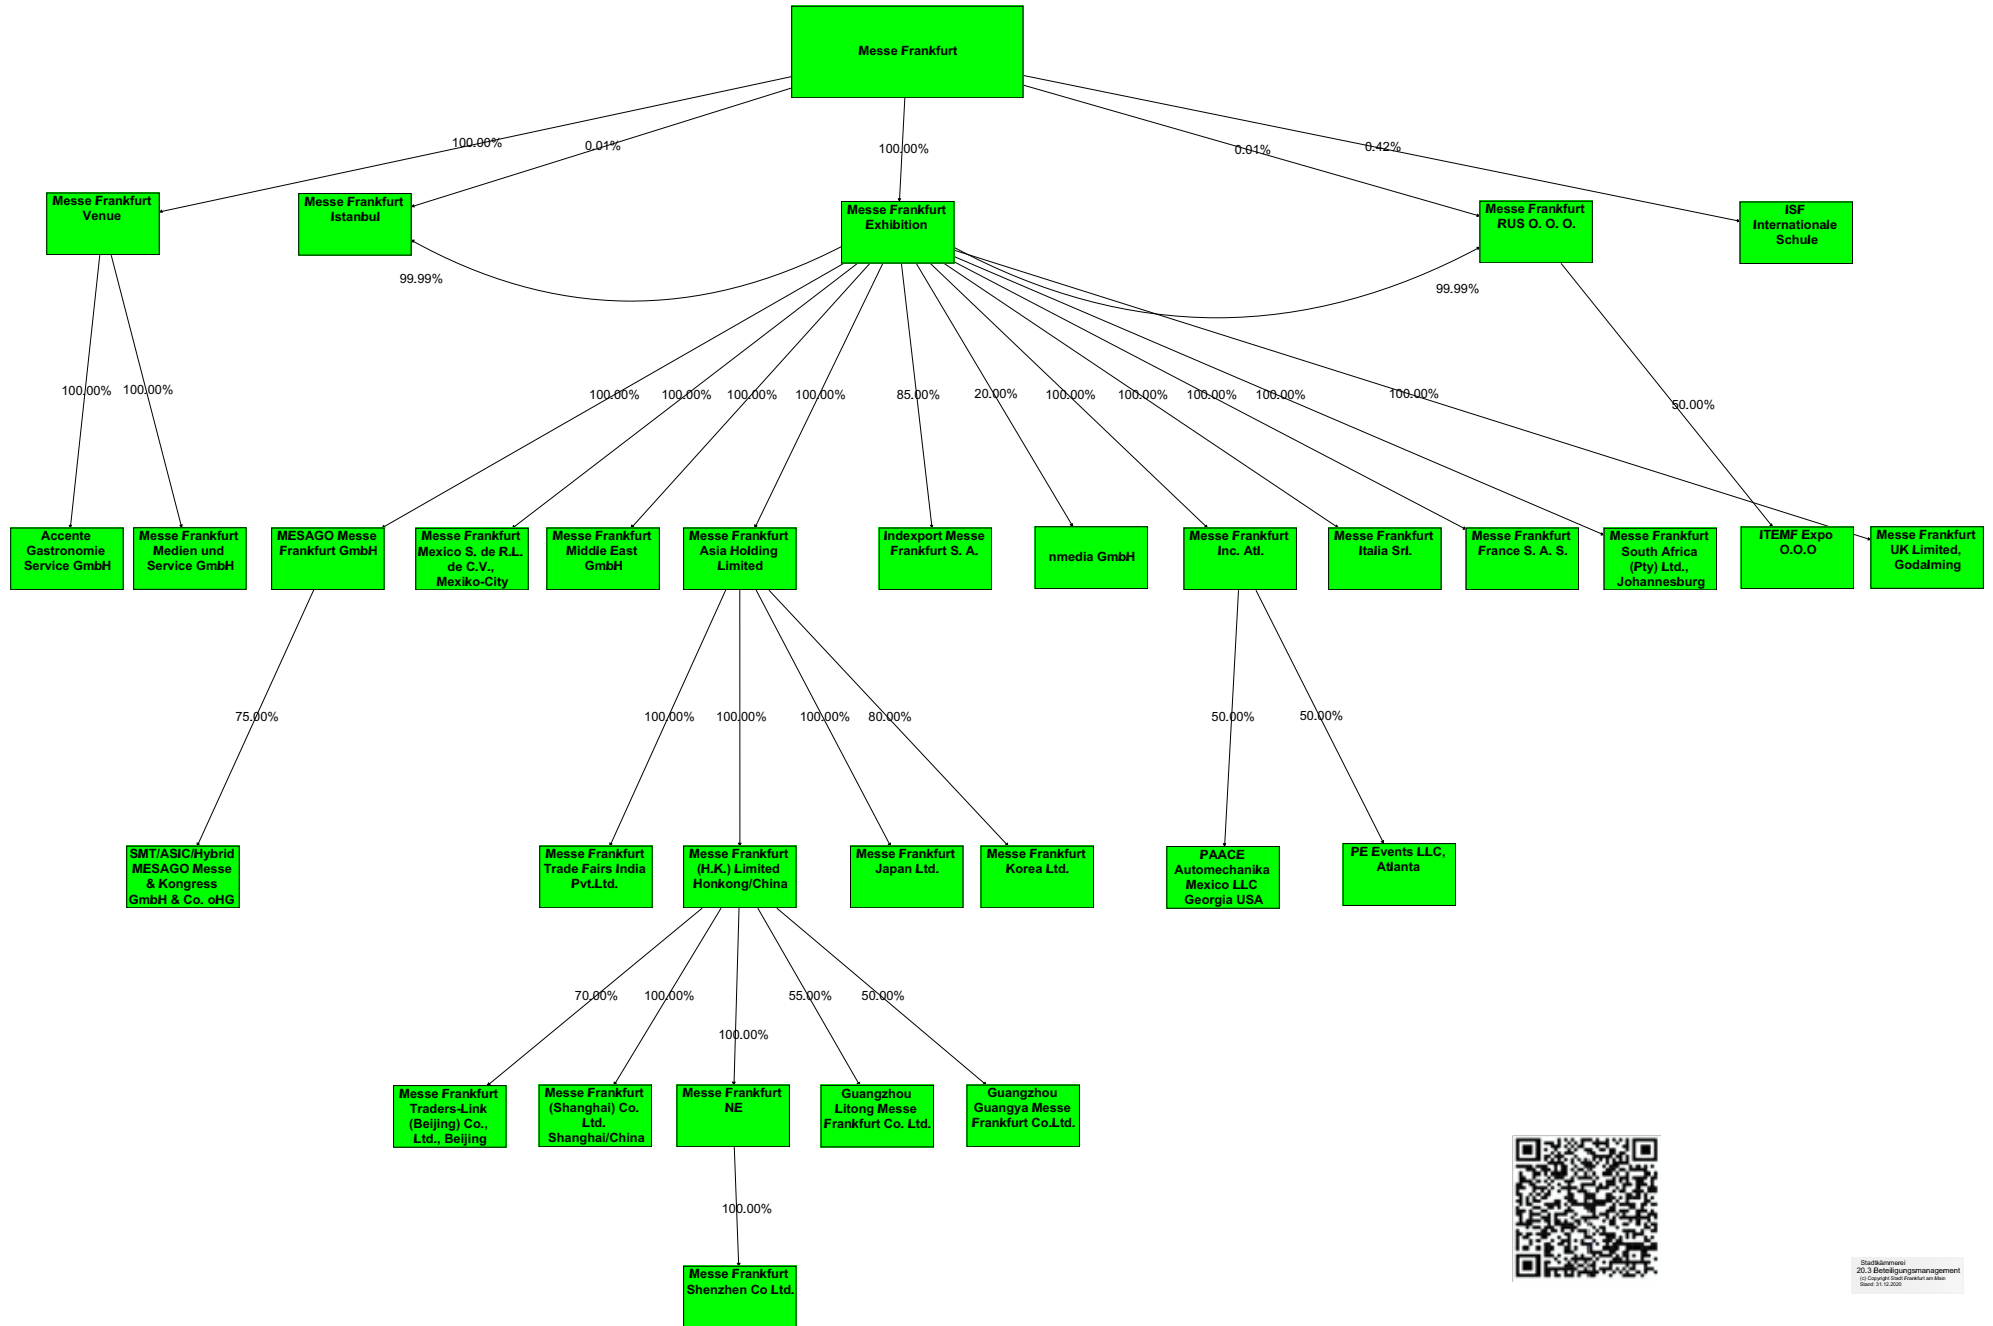 Messe Frankfurt
100.00%
0.01%
100.00%
0.01%
0.42%
Messe Frankfurt
Venue
Messe Frankfurt
Istanbul
Messe Frankfurt
Exhibition
Messe Frankfurt
RUS O. O. O.
ISF
Internationale
Schule
99.99%
99.99%
100.00%
100.00%
100.00%
100.00%
100.00%
100.00%
85.00%
20.00%
100.00%
100.00%
100.00%
100.00%
100.00%
50.00%
Accente
Gastronomie
Service GmbH
Messe Frankfurt
Medien und
Service GmbH
MESAGO Messe
Frankfurt GmbH
Messe Frankfurt
Mexico S. de R.L.
de C.V.,
Mexiko-City
Messe Frankfurt
Middle East
GmbH
Messe Frankfurt
Asia Holding
Limited
Indexport Messe
Frankfurt S. A.
nmedia GmbH
Messe Frankfurt
Inc. Atl.
Messe Frankfurt
Italia Srl.
Messe Frankfurt
France S. A. S.
Messe Frankfurt
South Africa
(Pty) Ltd.,
Johannesburg
ITEMF Expo
O.O.O
Messe Frankfurt
UK Limited,
Godalming
75.00%
100.00%
100.00%
100.00%
80.00%
50.00%
50.00%
SMT/ASIC/Hybrid
MESAGO Messe
& Kongress
GmbH & Co. oHG
Messe Frankfurt
Trade Fairs India
Pvt.Ltd.
Messe Frankfurt
(H.K.) Limited
Honkong/China
Messe Frankfurt
Japan Ltd.
Messe Frankfurt
Korea Ltd.
PAACE
Automechanika
Mexico LLC
Georgia USA
PE Events LLC,
Atlanta
70.00%
100.00%
100.00%
55.00%
50.00%
Messe Frankfurt
Traders-Link
(Beijing) Co.,
Ltd., Beijing
Messe Frankfurt
(Shanghai) Co.
Ltd.
Shanghai/China
Messe Frankfurt
NE
Guangzhou
Litong Messe
Frankfurt Co. Ltd.
Guangzhou
Guangya Messe
Frankfurt Co.Ltd.
100.00%
Messe Frankfurt
Shenzhen Co Ltd.
Stadtkämmerei
20.3 Beteiligungsmanagement
(c) Copyright Stadt Frankfurt am Main
Stand: 31.12.2020